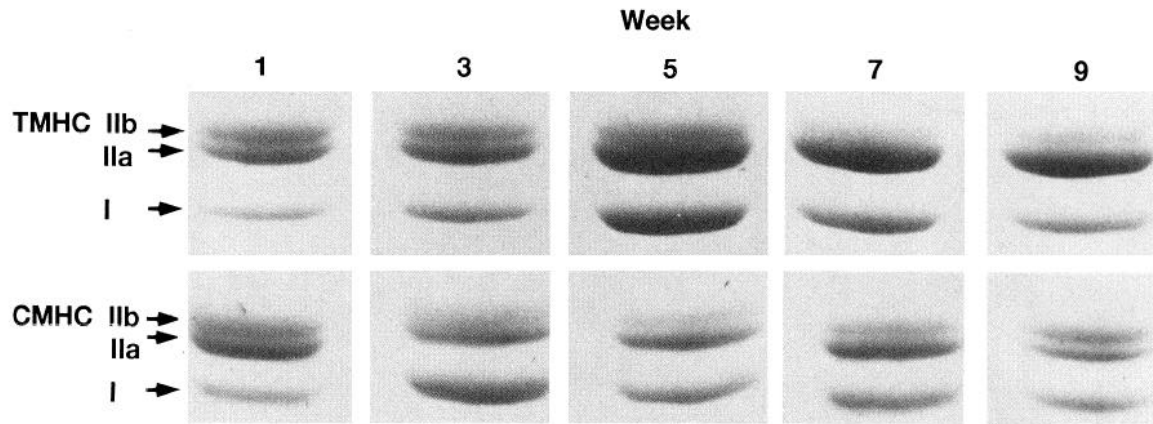 Week
1 3 5 7 9
TMHC IIb
IIa
I
CMHC IIb
IIa
I